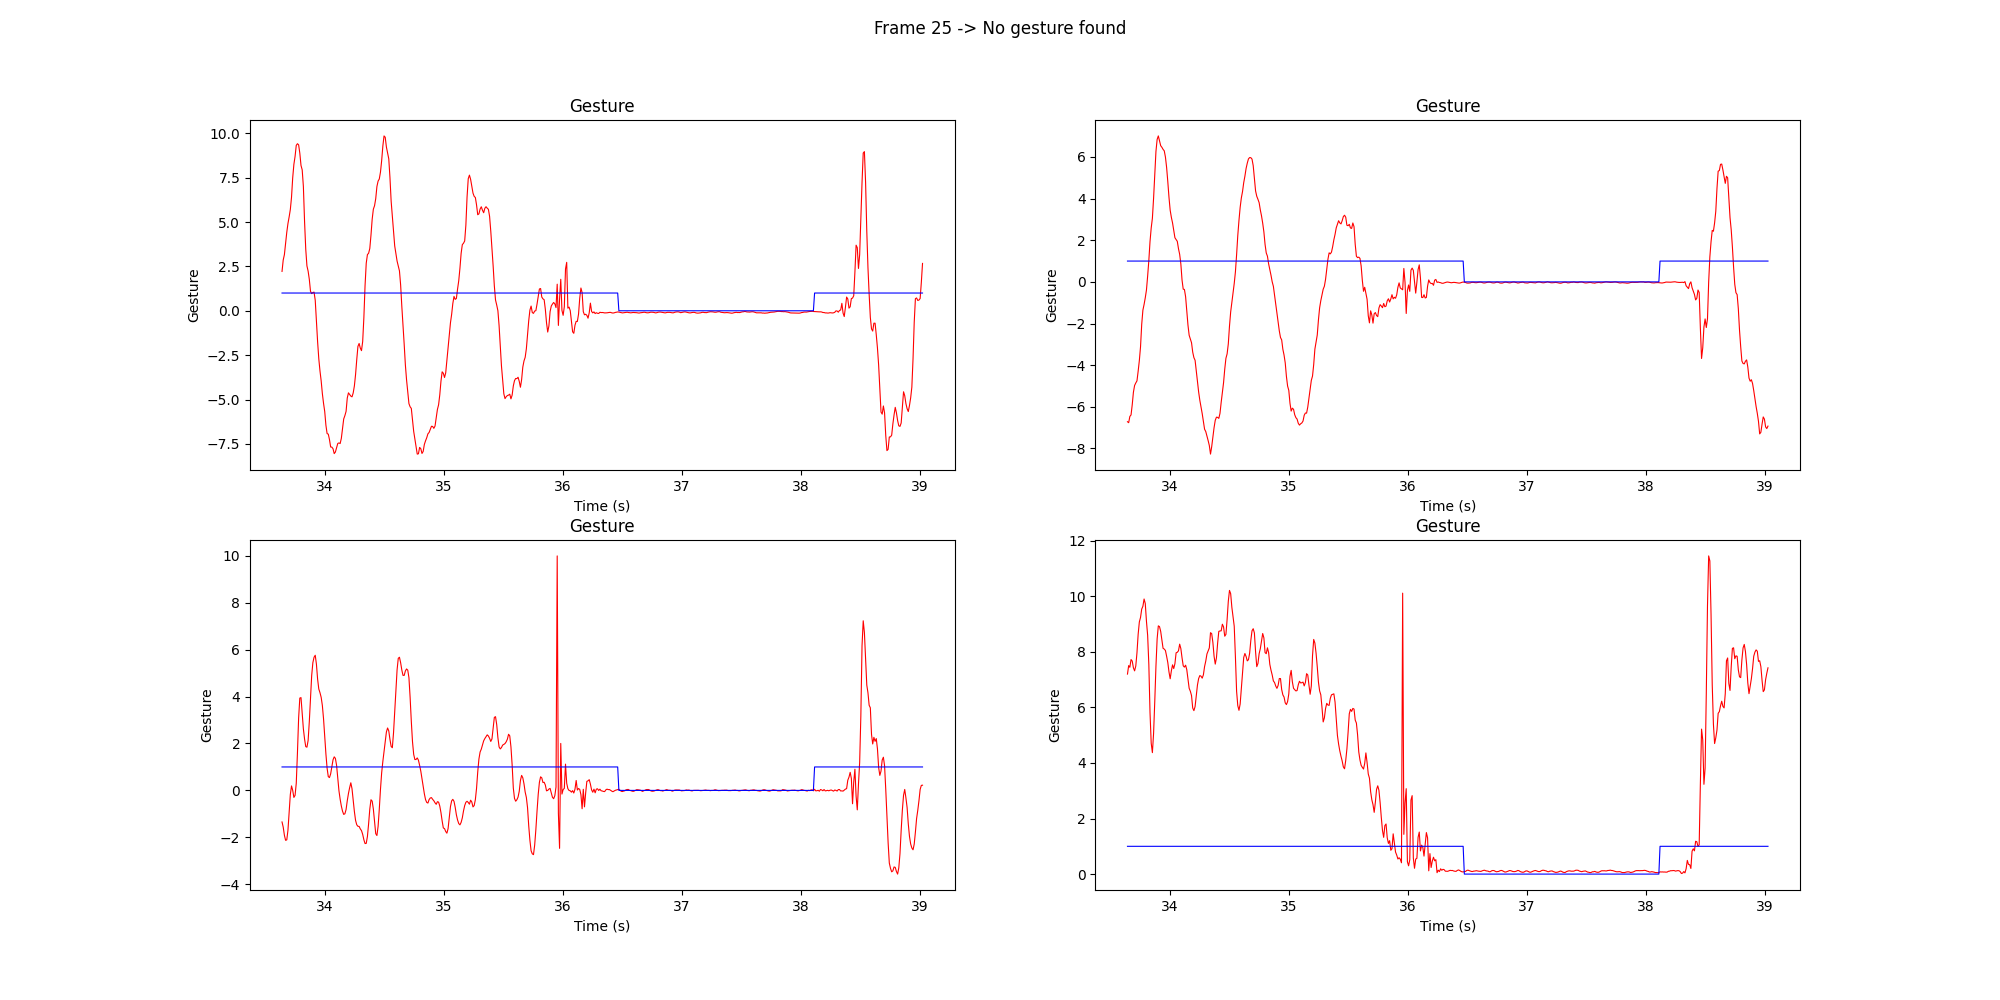 Frame 25 -> No gesture found
Gesture
10.0
7.5
5.0
2.5
0.0
−2.5
−5.0
−7.5
Gesture
34 35 36 37 38 39
Time (s)
Gesture
6
4
2
0
−2
−4
−6
−8
Gesture
34 35 36 37 38 39
Time (s)
Gesture
10
8
6
4
2
0
−2
−4
Gesture
34 35 36 37 38 39
Time (s)
Gesture
12
10
8
6
4
2
0
Gesture
34 35 36 37 38 39
Time (s)